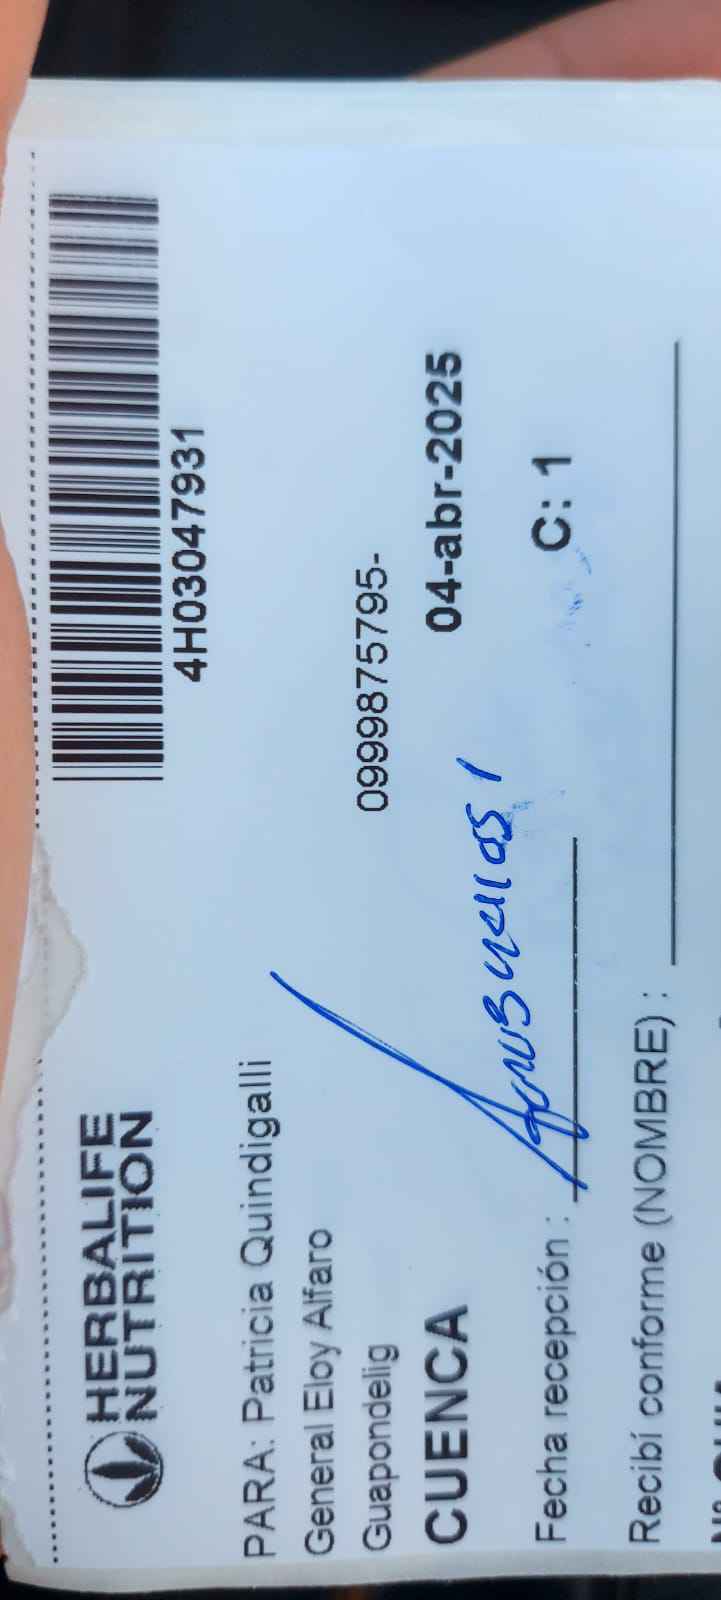 HERBALIFE
NUTRITION
4H03047931
PARA: Patricia Quindigalli
General Eloy Alfaro
Guapondelig 0999875795-
CUENCA 04-abr-2025
Fecha recepción : C: 1
Recibí conforme (NOMBRE) :